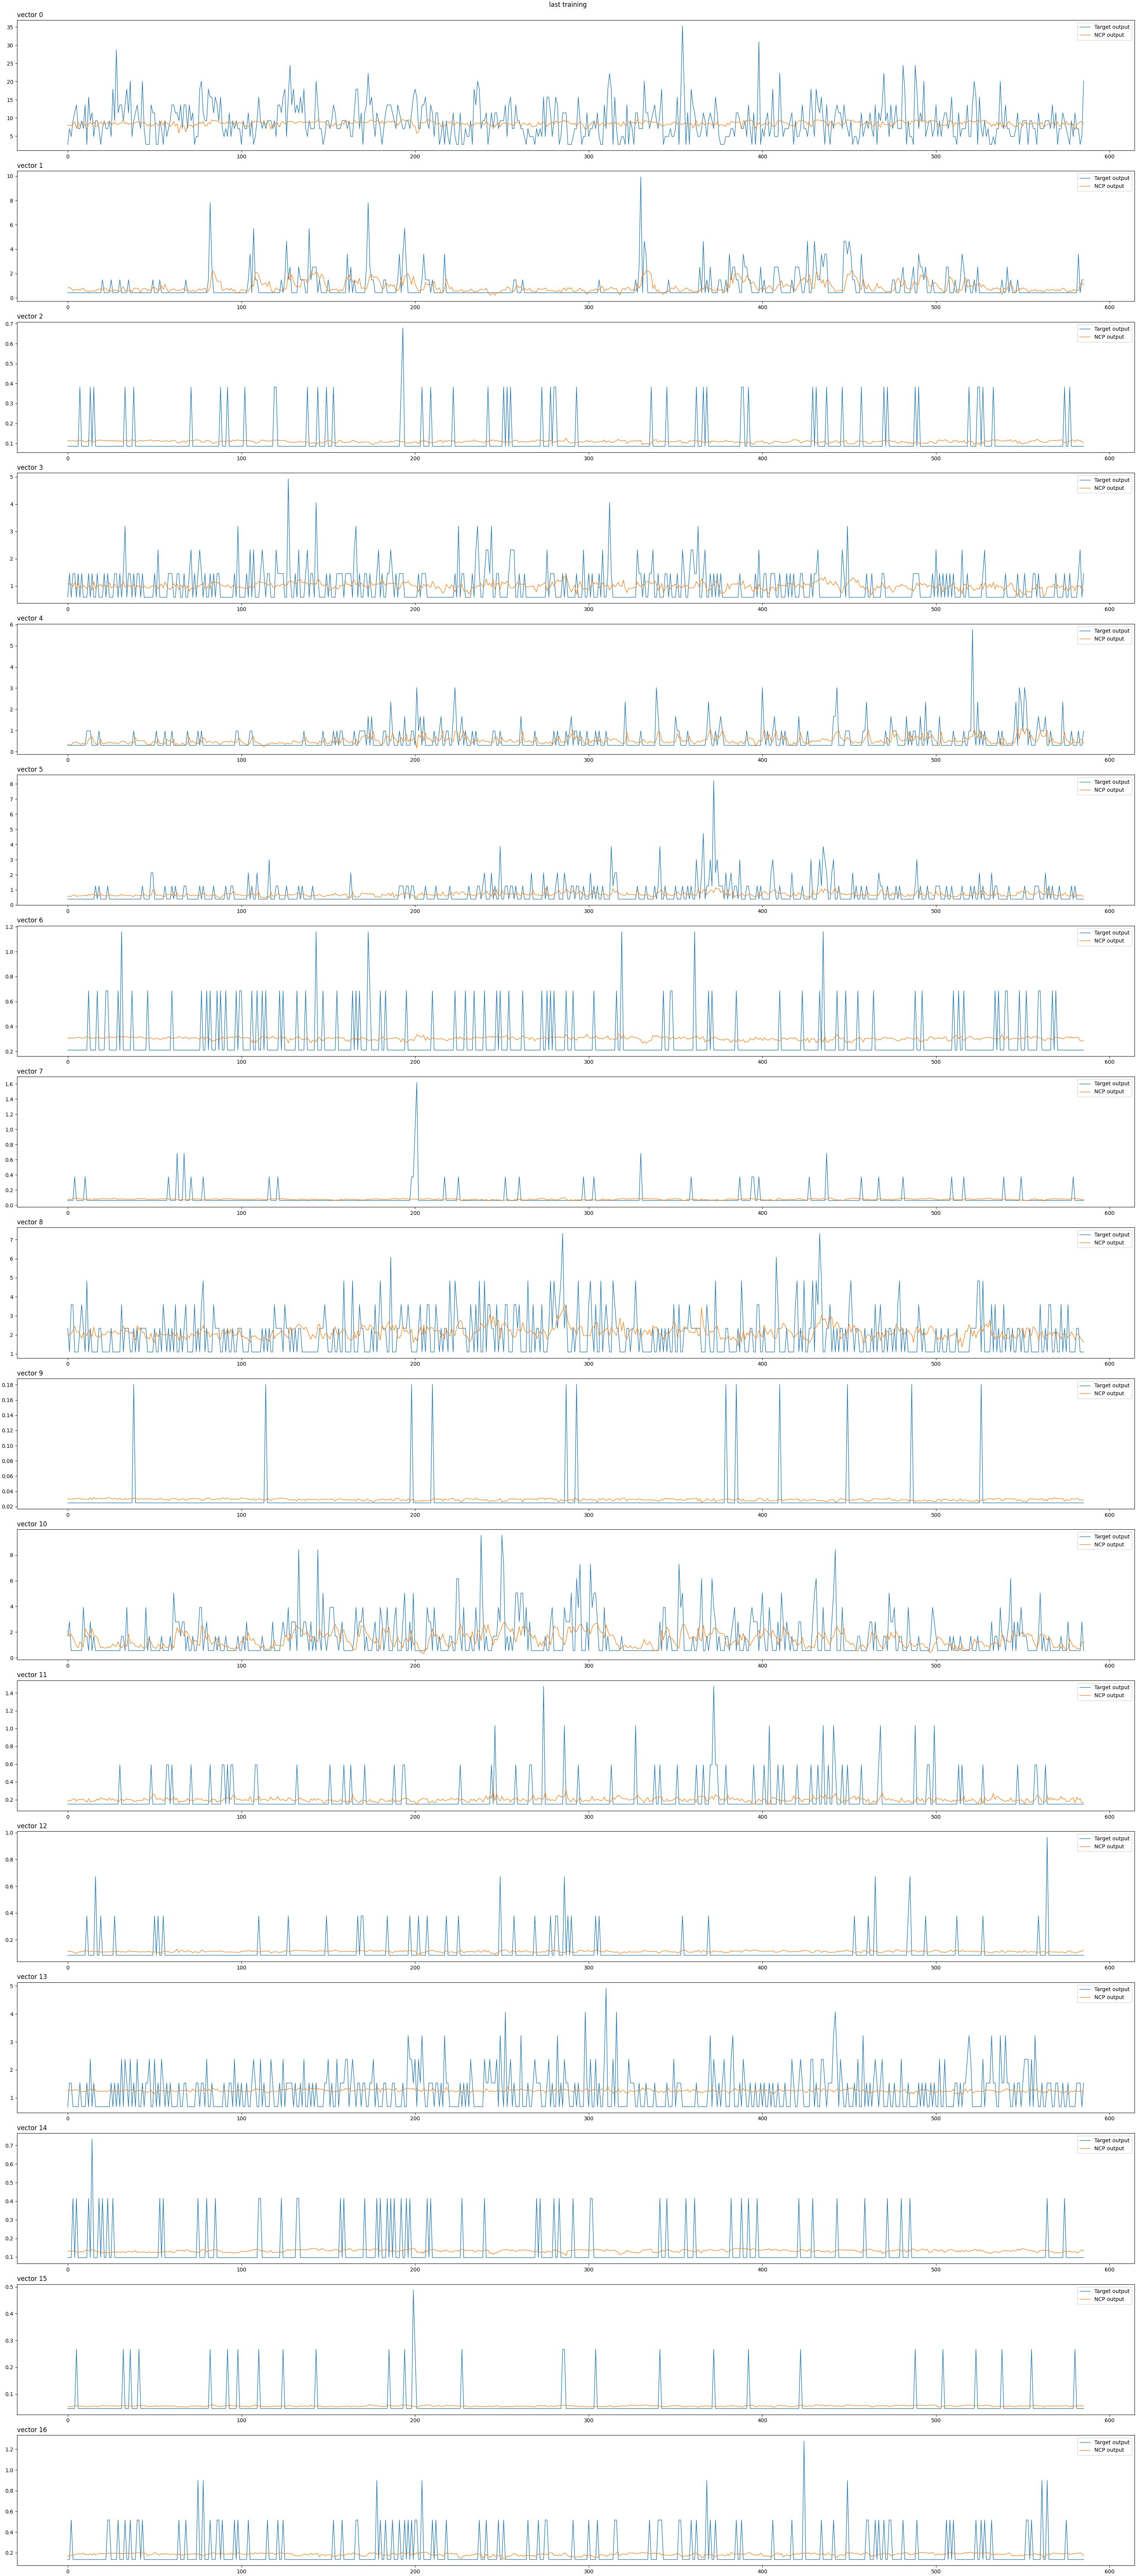 last training
vector 0
Target output
NCP output
35
30
25
20
15
10
5
0 100 200 300 400 500 600
vector 1
Target output
NCP output
10
8
6
4
2
0
0 100 200 300 400 500 600
vector 2
Target output
NCP output
0.7
0.6
0.5
0.4
0.3
0.2
0.1
0 100 200 300 400 500 600
vector 3
Target output
NCP output
5
4
3
2
1
0 100 200 300 400 500 600
vector 4
Target output
NCP output
6
5
4
3
2
1
0
0 100 200 300 400 500 600
vector 5
Target output
NCP output
8
7
6
5
4
3
2
1
0
0 100 200 300 400 500 600
vector 6
Target output
NCP output
1.2
1.0
0.8
0.6
0.4
0.2
0 100 200 300 400 500 600
vector 7
Target output
NCP output
1.6
1.4
1.2
1.0
0.8
0.6
0.4
0.2
0.0
0 100 200 300 400 500 600
vector 8
Target output
NCP output
7
6
5
4
3
2
1
0 100 200 300 400 500 600
vector 9
Target output
NCP output
0.18
0.16
0.14
0.12
0.10
0.08
0.06
0.04
0.02
0 100 200 300 400 500 600
vector 10
Target output
NCP output
8
6
4
2
0
0 100 200 300 400 500 600
vector 11
Target output
NCP output
1.4
1.2
1.0
0.8
0.6
0.4
0.2
0 100 200 300 400 500 600
vector 12
Target output
NCP output
1.0
0.8
0.6
0.4
0.2
0 100 200 300 400 500 600
vector 13
Target output
NCP output
5
4
3
2
1
0 100 200 300 400 500 600
vector 14
Target output
NCP output
0.7
0.6
0.5
0.4
0.3
0.2
0.1
0 100 200 300 400 500 600
vector 15
Target output
NCP output
0.5
0.4
0.3
0.2
0.1
0 100 200 300 400 500 600
vector 16
Target output
NCP output
1.2
1.0
0.8
0.6
0.4
0.2
0 100 200 300 400 500 600